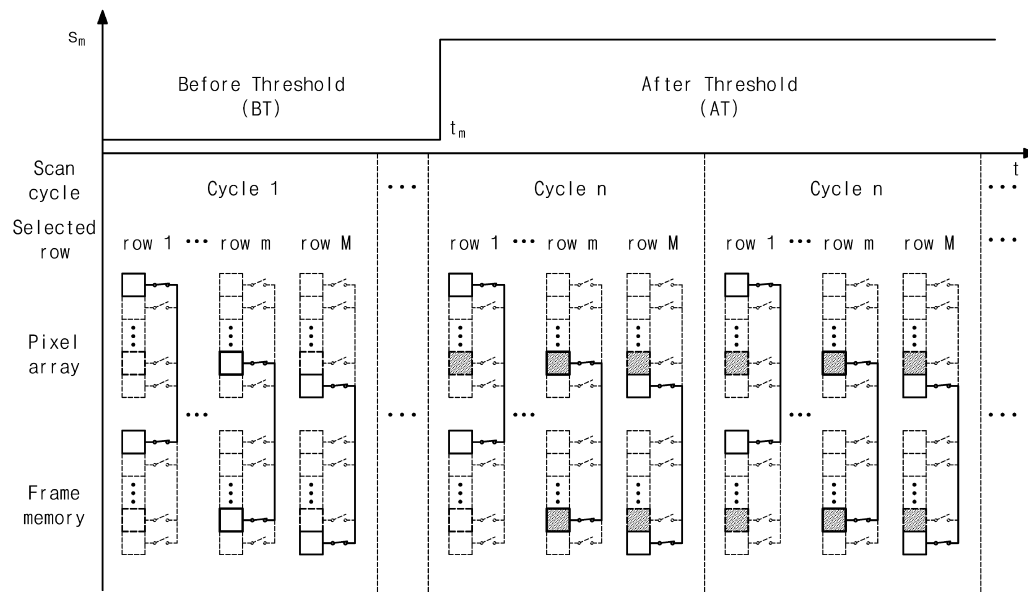 s_m
Before Threshold
(BT)
After Threshold
(AT)
t_m
t
Scan
cycle
Cycle 1
•••
Cycle n
Cycle n
•••
Selected
row
row 1 ••• row m row M
row 1 ••• row m row M
row 1 ••• row m row M
•••
Pixel
array
•••
•••
•••
•••
•••
Frame
memory